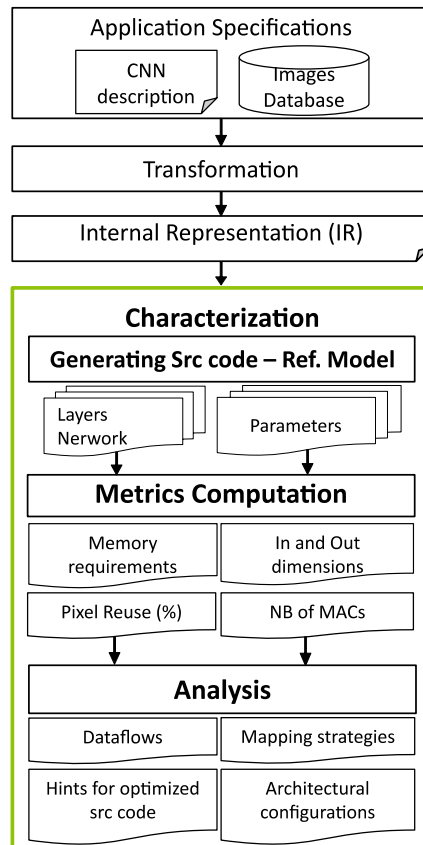 Application Specifications
CNN
description
Images
Database
Transformation
Internal Representation (IR)
Characterization
Generating Src code – Ref. Model
Layers
Nerwork
Parameters
Metrics Computation
Memory
requirements
In and Out
dimensions
Pixel Reuse (%)
NB of MACs
Analysis
Dataflows
Mapping strategies
Hints for optimized
src code
Architectural
configurations